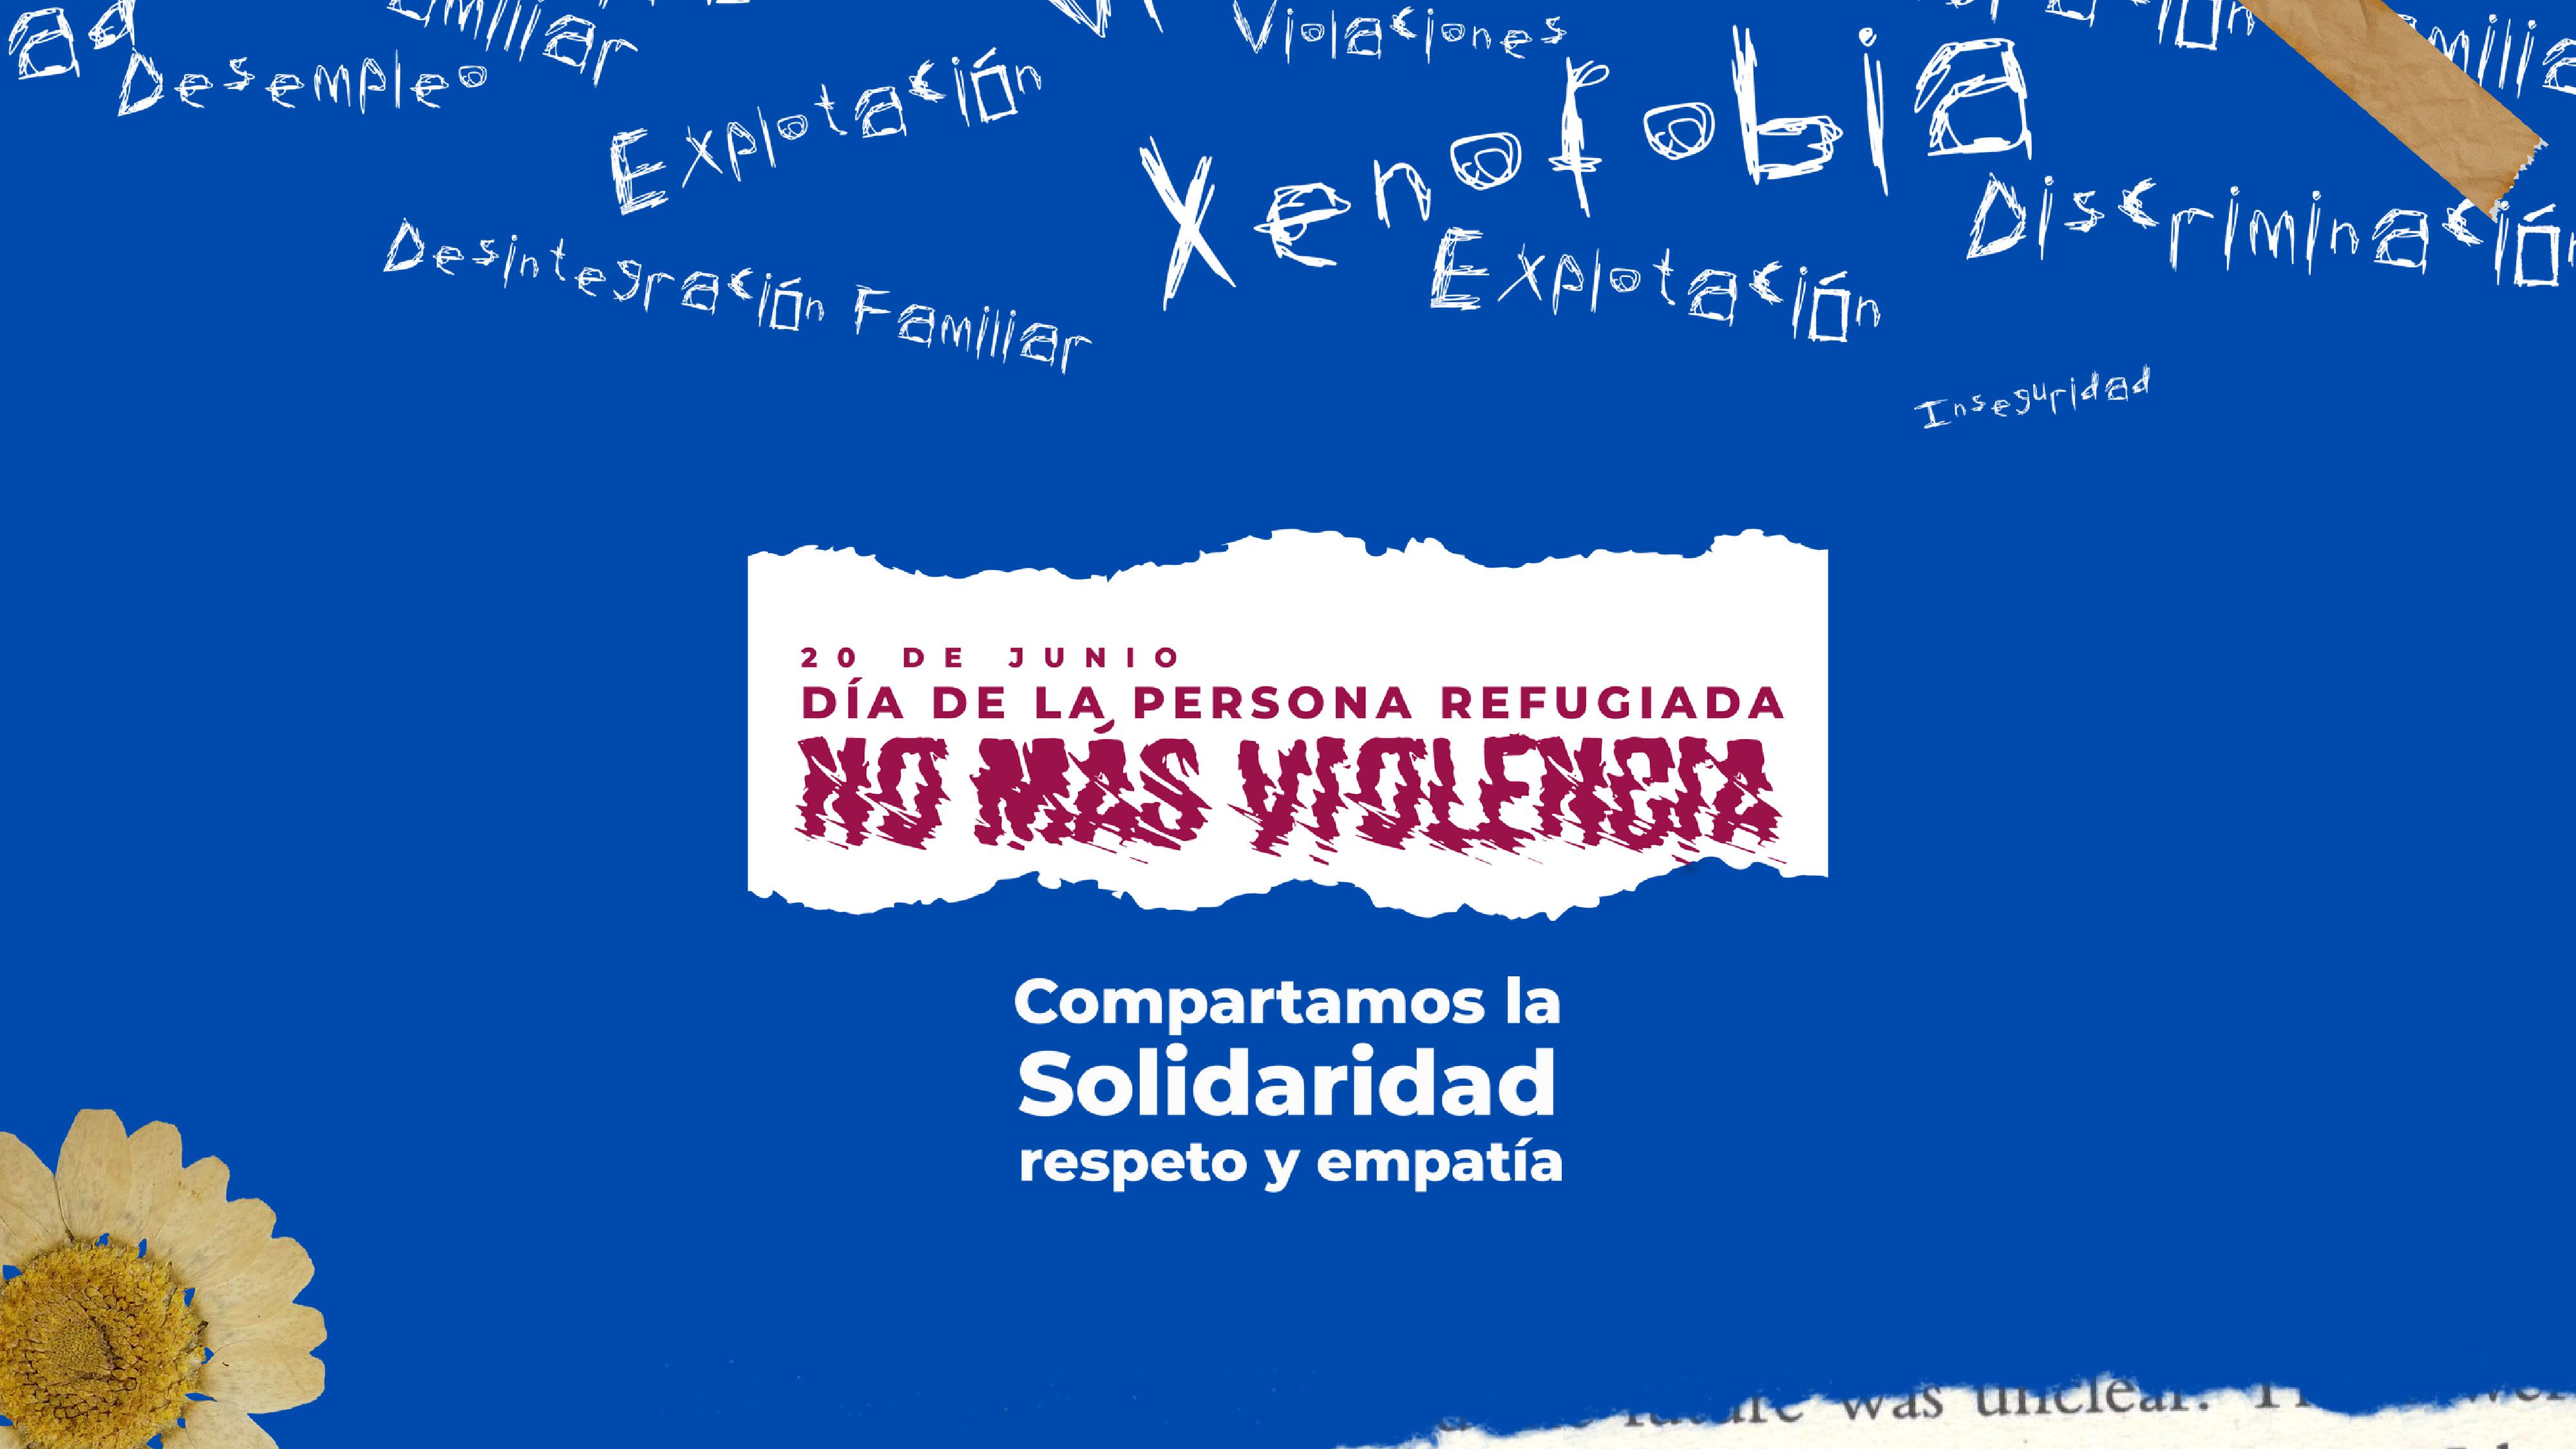 Desempleo
Familiar
Explotación
Violaciones
Xenofobia
Explotación
Discriminación
Desintegración Familiar
Inseguridad
20 DE JUNIO
DÍA DE LA PERSONA REFUGIADA
NO MÁS VIOLENCIA
Compartamos la
Solidaridad
respeto y empatía
was unclear.